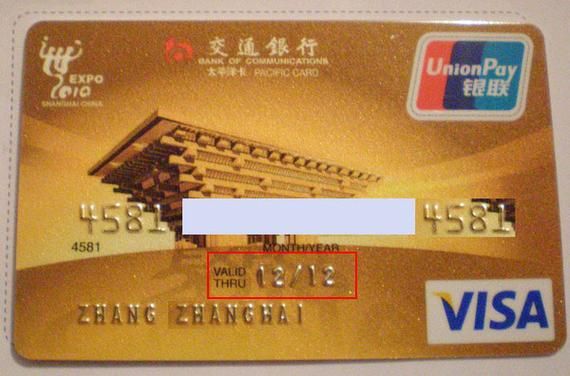 EXPO
2010
SHANGHAI CHINA
交通銀行
BANK OF COMMUNICATIONS
太平洋卡 PACIFIC CARD
UnionPay
银联
4581 4581
4581
MONTH/YEAR
VALID THRU 12/12
ZHANG ZHANGHAI
VISA